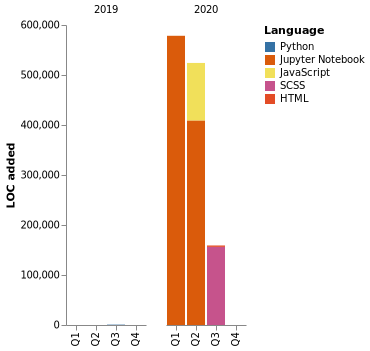 2019
2020
Language
Python
Jupyter Notebook
JavaScript
SCSS
HTML
LOC added
600,000
500,000
400,000
300,000
200,000
100,000
0
Q1
Q2
Q3
Q4
Q1
Q2
Q3
Q4